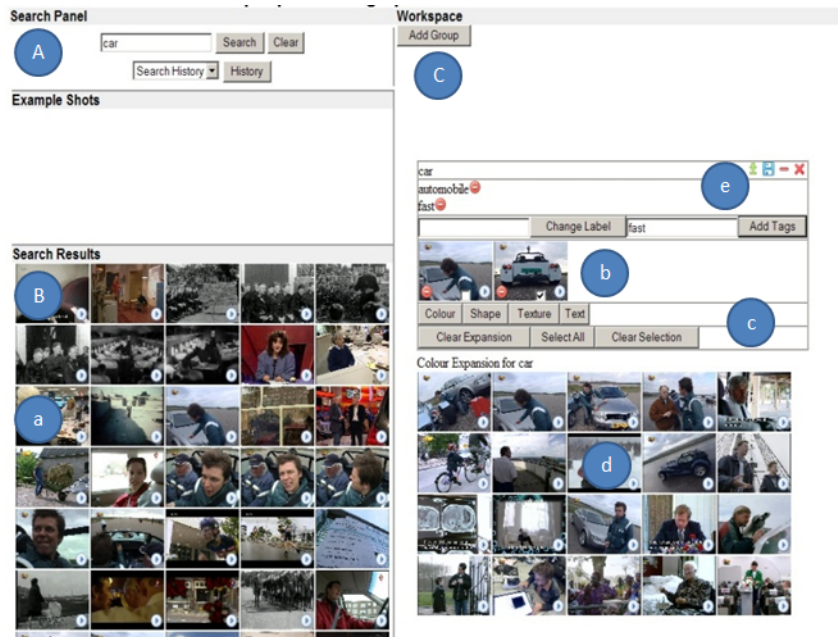 Search Panel
A
car
Search
Clear
Search History
History
Example Shots
Search Results
B
a
Workspace
Add Group
C
car
e
automobile
fast
Change Label
fast
Add Tags
b
Colour
Shape
Texture
Text
c
Clear Expansion
Select All
Clear Selection
Colour Expansion for car
d